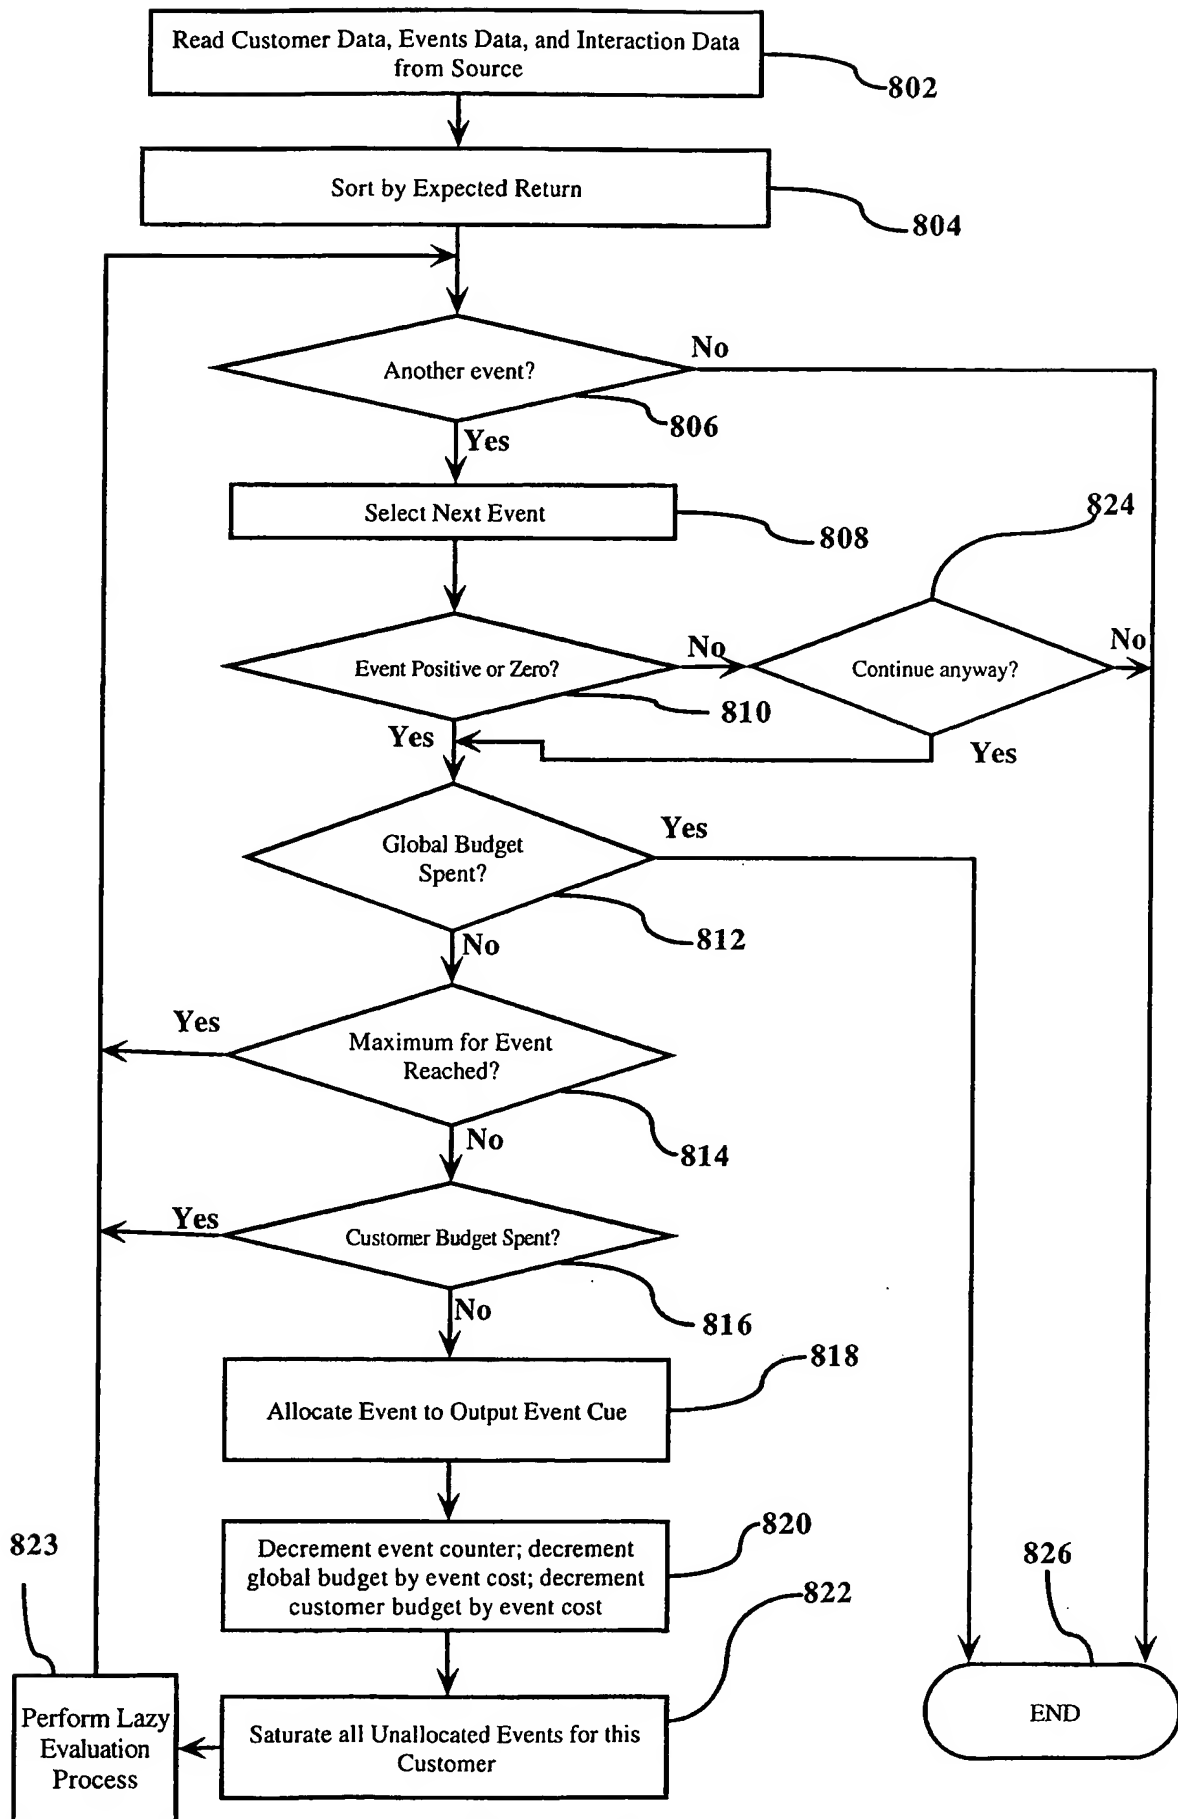 Read Customer Data, Events Data, and Interaction Data
from Source
802
Sort by Expected Return
804
Another event?
No
806
Yes
Select Next Event
808
824
Event Positive or Zero?
No
Continue anyway?
No
810
Yes
Yes
Global Budget
Spent?
Yes
812
No
Maximum for Event
Reached?
Yes
814
No
Customer Budget Spent?
Yes
816
No
818
Allocate Event to Output Event Cue
820
Decrement event counter; decrement
global budget by event cost; decrement
customer budget by event cost
822
823
826
Perform Lazy
Evaluation
Process
Saturate all Unallocated Events for this
Customer
END